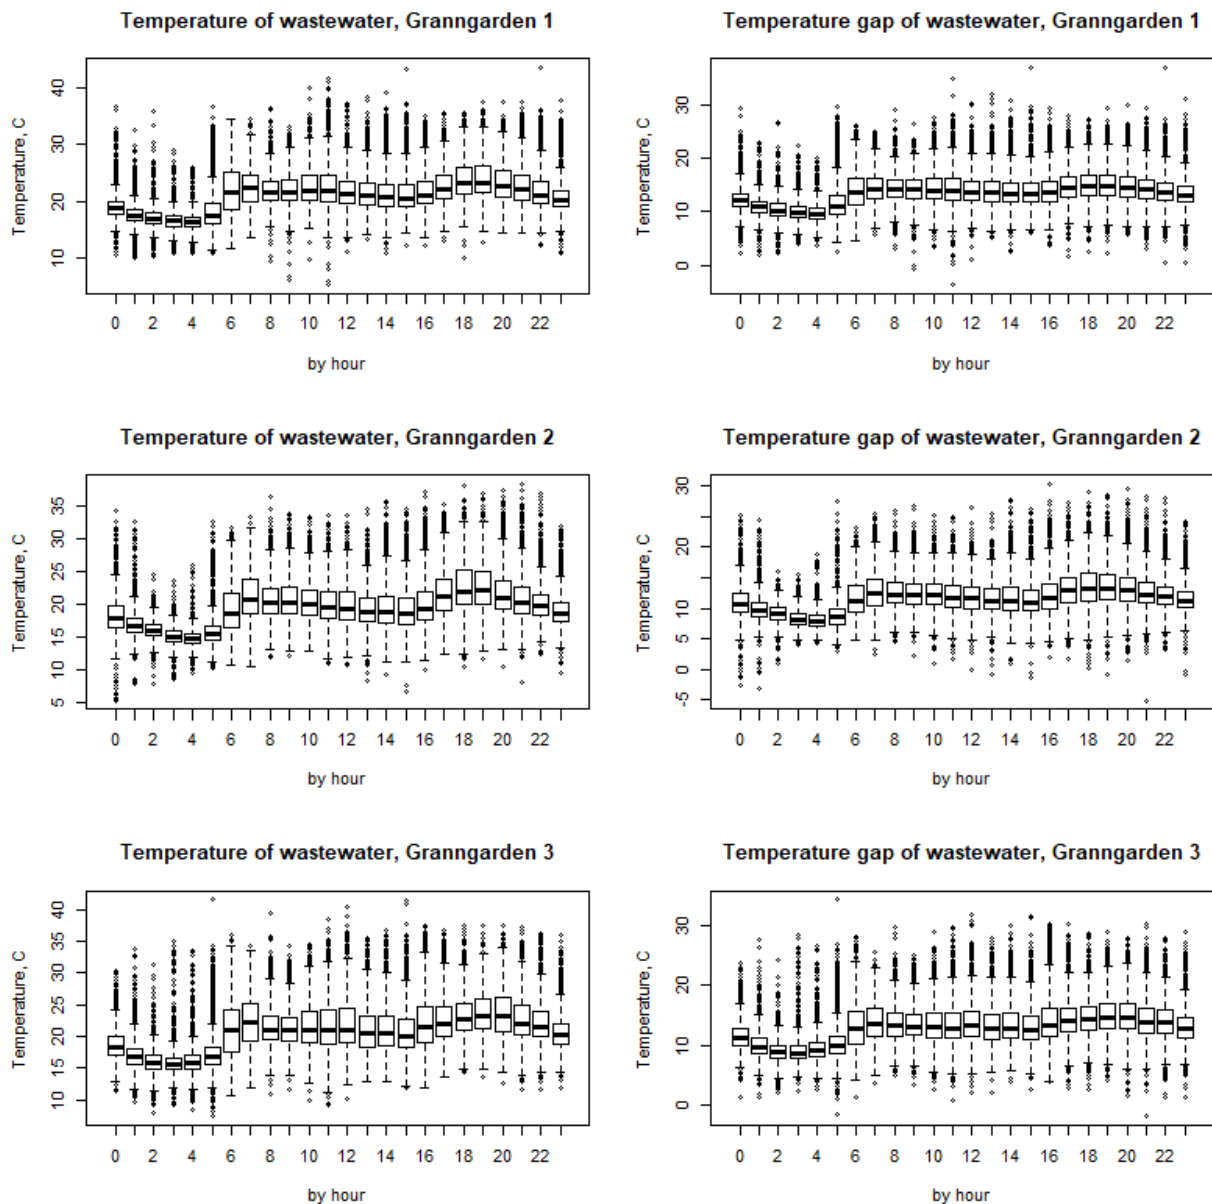 Temperature of wastewater, Granngarden 1
Temperature, C
40
30
20
10
0 2 4 6 8 10 12 14 16 18 20 22
by hour
Temperature gap of wastewater, Granngarden 1
Temperature, C
30
20
10
0
0 2 4 6 8 10 12 14 16 18 20 22
by hour
Temperature of wastewater, Granngarden 2
Temperature, C
35
30
25
20
15
10
5
0 2 4 6 8 10 12 14 16 18 20 22
by hour
Temperature gap of wastewater, Granngarden 2
Temperature, C
30
20
10
5
0
-5
0 2 4 6 8 10 12 14 16 18 20 22
by hour
Temperature of wastewater, Granngarden 3
Temperature, C
40
35
30
25
20
15
10
0 2 4 6 8 10 12 14 16 18 20 22
by hour
Temperature gap of wastewater, Granngarden 3
Temperature, C
30
20
10
0
0 2 4 6 8 10 12 14 16 18 20 22
by hour